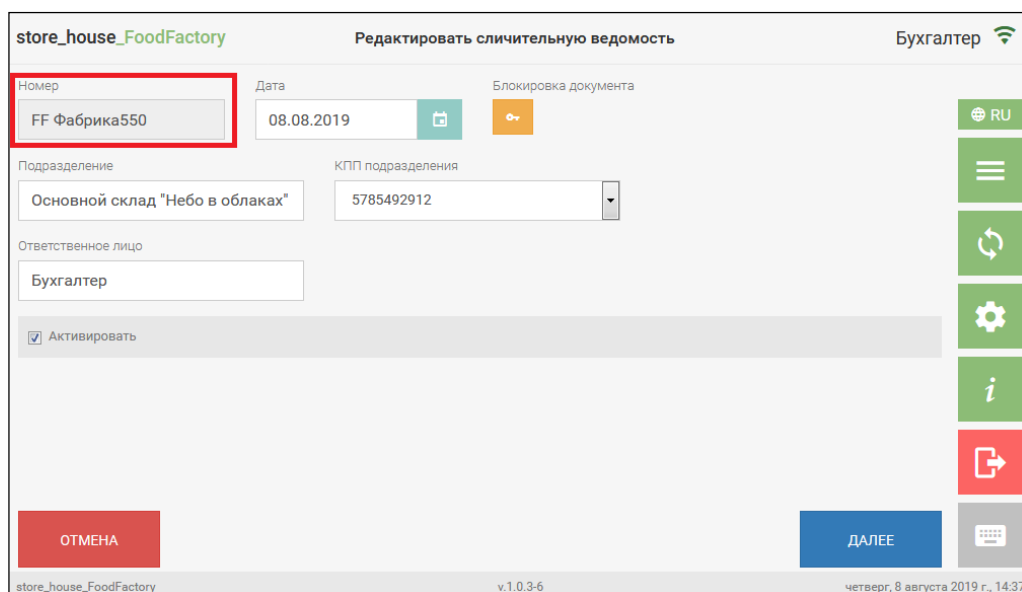 store_house_FoodFactory
Редактировать сличительную ведомость
Бухгалтер
Номер
Дата
Блокировка документа
FF Фабрика550
08.08.2019
RU
Подразделение
КПП подразделения
Основной склад "Небо в облаках"
5785492912
Ответственное лицо
Бухгалтер
Активировать
i
ОТМЕНА
ДАЛЕЕ
store_house_FoodFactory
v.1.0.3-6
четверг, 8 августа 2019 г., 14:37